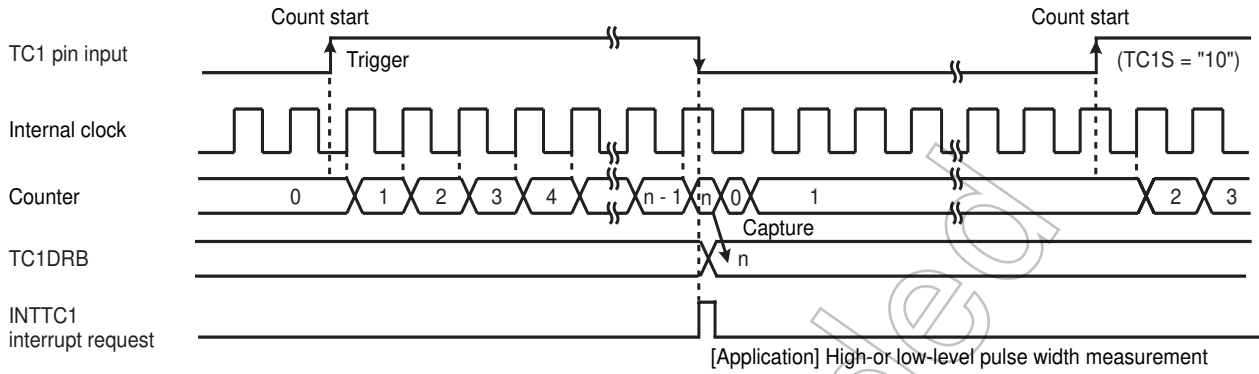 Count start
Count start
TC1 pin input
Trigger
(TC1S = "10")
Internal clock
Counter
0
1
2
3
4
n - 1
n
0
1
2
3
Capture
TC1DRB
n
INTTC1
interrupt request
[Application] High-or low-level pulse width measurement